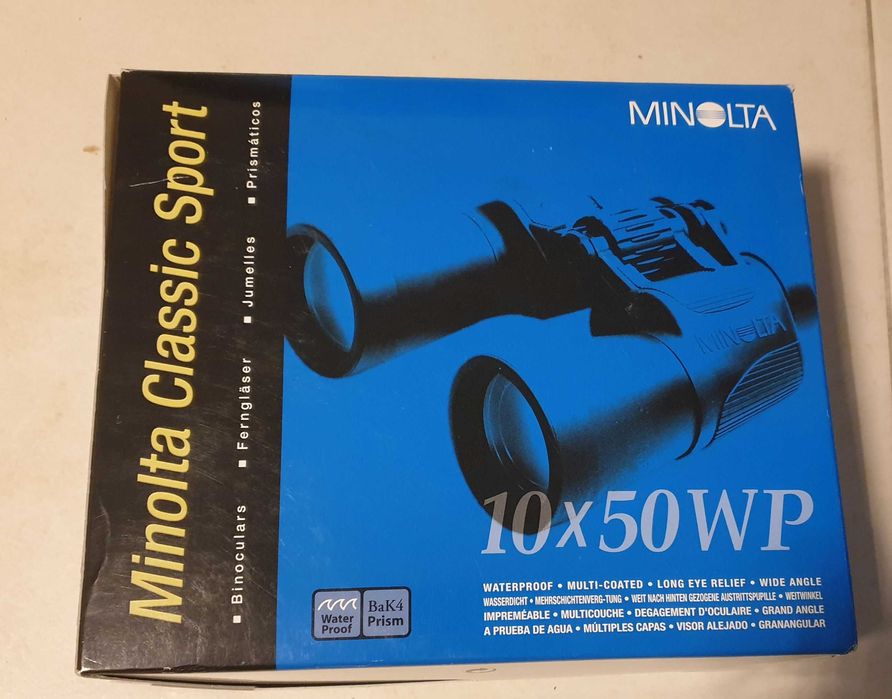 Minolta Classic Sport
■ Binoculars ■ Ferngläser ■ Jumelles ■ Prismáticos
MINOLTA
MINOLTA
10x50WP
WATERPROOF • MULTI-COATED • LONG EYE RELIEF • WIDE ANGLE
WASSERDICHT • MEHRSCHICHTENVERG-TUNG • WEIT NACH HINTEN GEZOGENE AUSTRITTSPUPILLE • WEITWINKEL
IMPREMÉABLE • MULTICOUCHE • DEGAGEMENT D'OCULAIRE • GRAND ANGLE
A PRUEBA DE AGUA • MÚLTIPLES CAPAS • VISOR ALEJADO • GRANANGULAR
Water
Proof
BaK4
Prism